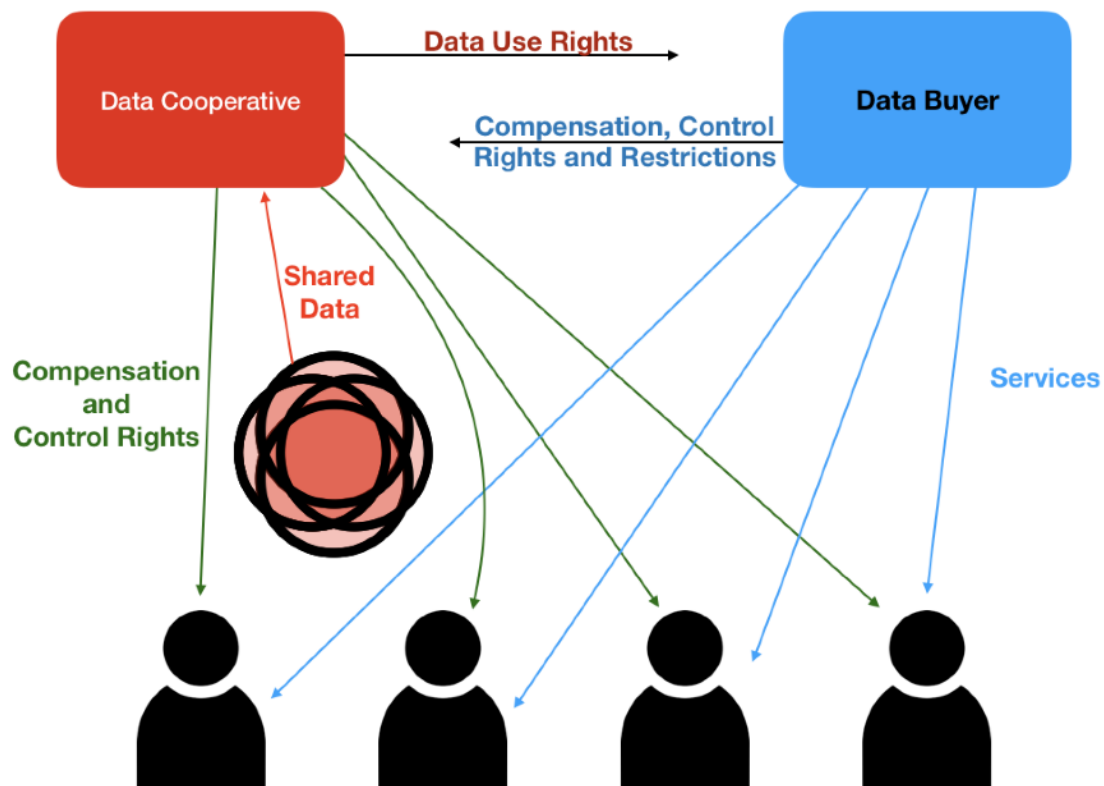 Data Cooperative
Data Use Rights
Data Buyer
Compensation, Control
Rights and Restrictions
Shared
Data
Compensation
and
Control Rights
Services